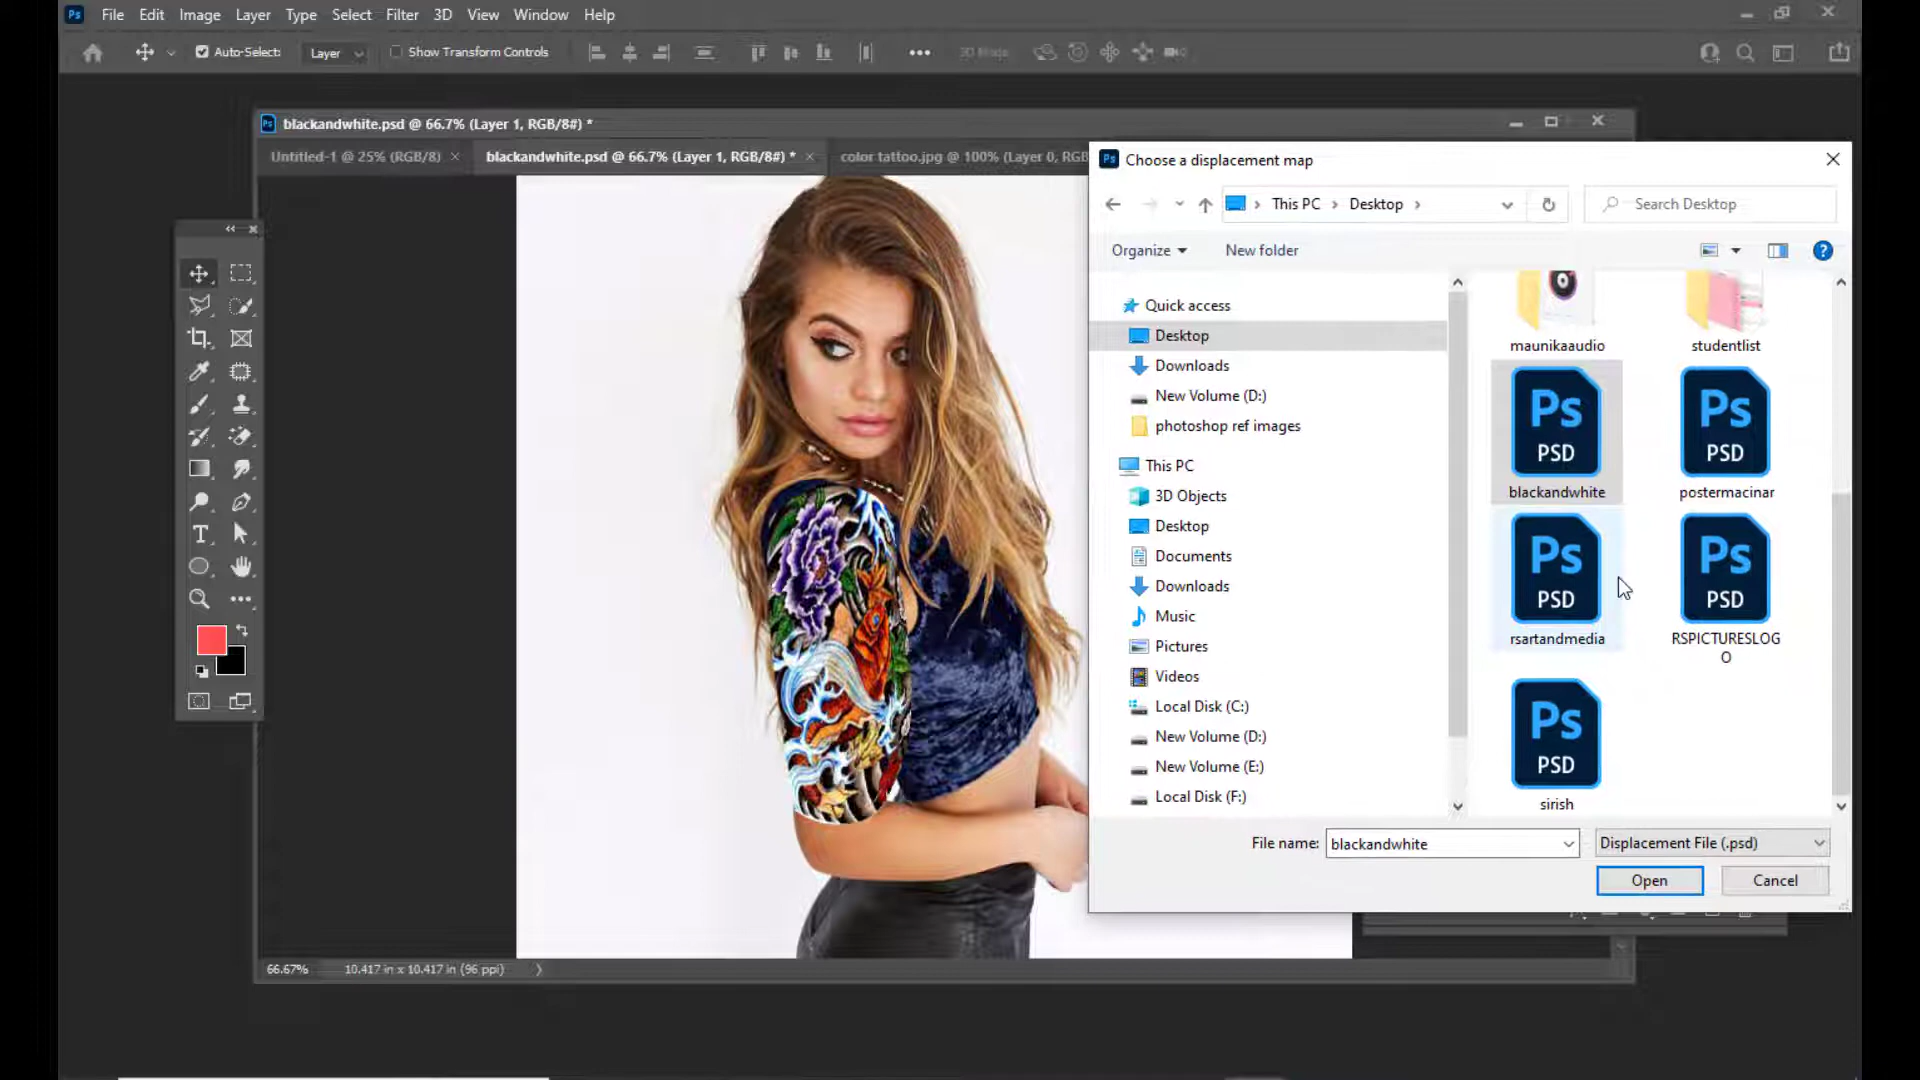 Ps File Edit Image Layer Type Select Filter 3D View Window Help
Auto-Select: Layer Show Transform Controls ••• 3D Mode
Ps blackandwhite.psd @ 66.7% (Layer 1, RGB/8#) *
Untitled-1 @ 25% (RGB/8) × blackandwhite.psd @ 66.7% (Layer 1, RGB/8#) * × color tattoo.jpg @ 100% (Layer 0, RGB
Ps Choose a displacement map
This PC › Desktop › Search Desktop
Organize New folder
Quick access
Desktop
Downloads
New Volume (D:)
photoshop ref images
This PC
3D Objects
Desktop
Documents
Downloads
Music
Pictures
Videos
Local Disk (C:)
New Volume (D:)
New Volume (E:)
Local Disk (F:)
maunikaaudio studentlist
Ps Ps
PSD PSD
blackandwhite postermacinar
Ps Ps
PSD PSD
rsartandmedia RSPICTURESLOG
O
Ps
PSD
sirish
File name: blackandwhite Displacement File (.psd)
Open Cancel
66.67% 10.417 in x 10.417 in (96 ppi)